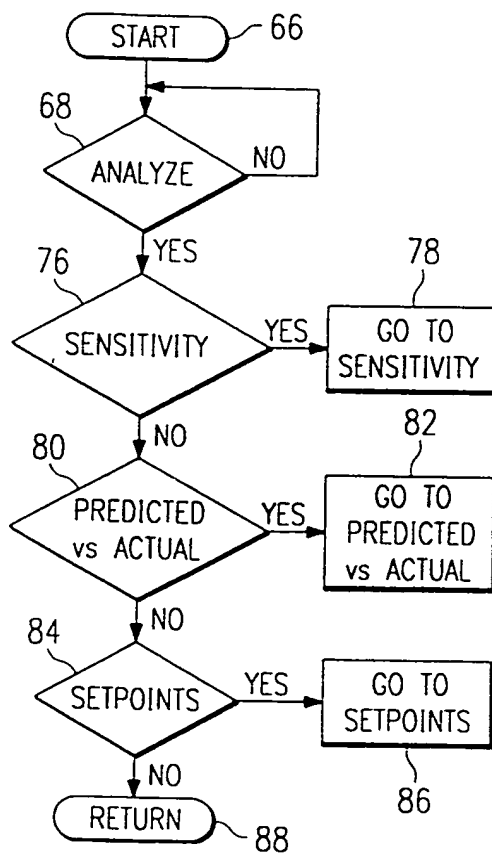 START
66
68
ANALYZE
NO
YES
76
78
SENSITIVITY
YES
GO TO
SENSITIVITY
NO
80
82
PREDICTED
vs ACTUAL
YES
GO TO
PREDICTED
vs ACTUAL
NO
84
SETPOINTS
YES
GO TO
SETPOINTS
NO
86
RETURN
88